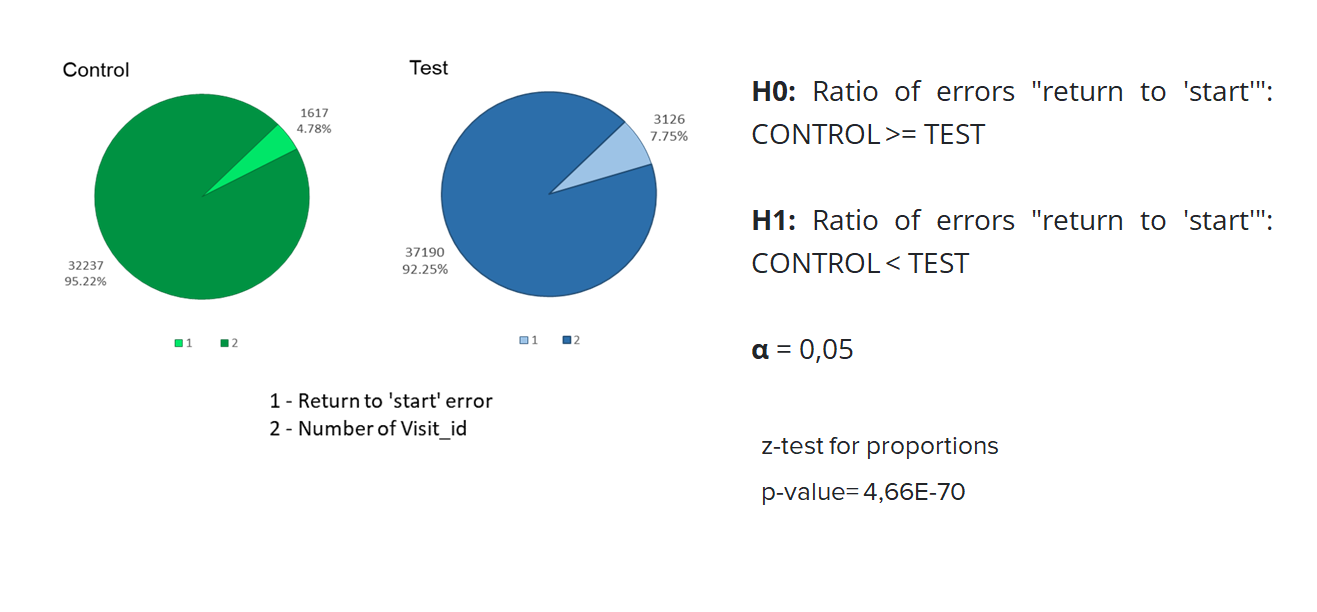 Control
1617
4.78%
32237
95.22%
1
2
Test
3126
7.75%
37190
92.25%
1
2
1 - Return to 'start' error
2 - Number of Visit_id
H0: Ratio of errors "return to 'start'":
CONTROL >= TEST
H1: Ratio of errors "return to 'start'":
CONTROL < TEST
α = 0,05
z-test for proportions
p-value= 4,66E-70